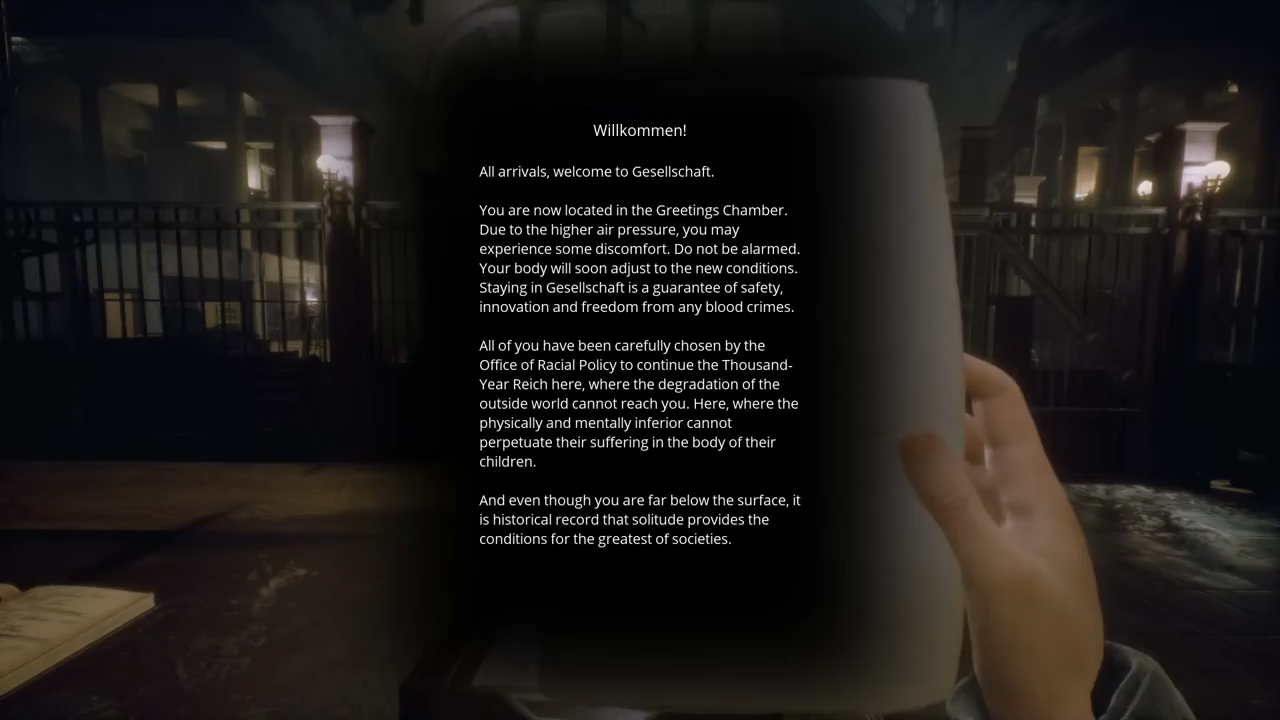 Willkommen!
All arrivals, welcome to Gesellschaft.
You are now located in the Greetings Chamber.
Due to the higher air pressure, you may
experience some discomfort. Do not be alarmed.
Your body will soon adjust to the new conditions.
Staying in Gesellschaft is a guarantee of safety,
innovation and freedom from any blood crimes.
All of you have been carefully chosen by the
Office of Racial Policy to continue the Thousand-
Year Reich here, where the degradation of the
outside world cannot reach you. Here, where the
physically and mentally inferior cannot
perpetuate their suffering in the body of their
children.
And even though you are far below the surface, it
is historical record that solitude provides the
conditions for the greatest of societies.